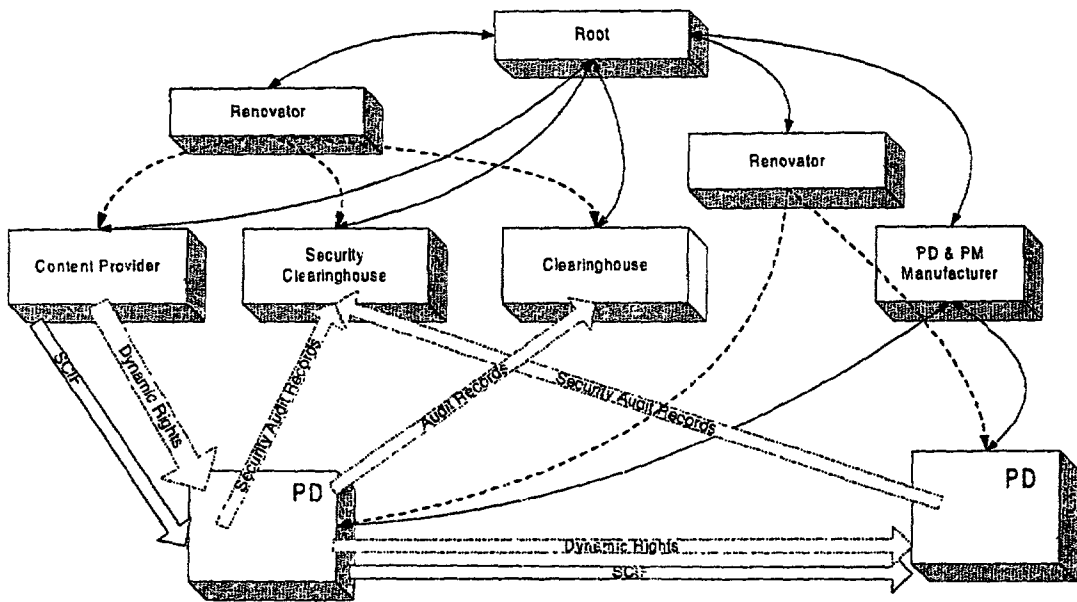 Root
Renovator
Renovator
Content Provider
Security
Clearinghouse
Clearinghouse
PD & PM
Manufacturer
SCIF
Dynamic Rights
Security Audit Records
Audit Records
Security Audit Records
PD
PD
Dynamic Rights
SCIF